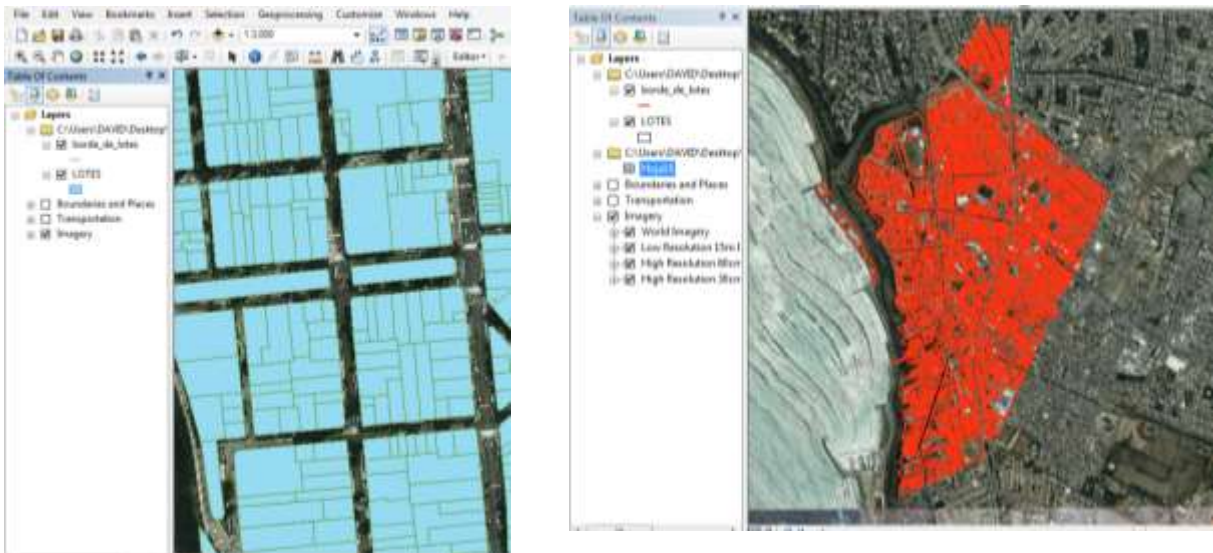 File Edit View Bookmarks Insert Selection Geoprocessing Customize Windows Help
1:3,000
Editor
Table Of Contents
Layers
C:\Users\DAVID\Desktop\
borde_de_lotes
LOTES
Boundaries and Places
Transportation
Imagery
Table Of Contents
Layers
C:\Users\DAVID\Desktop\
borde_de_lotes
LOTES
C:\Users\DAVID\Desktop\
Boundaries and Places
Transportation
Imagery
World Imagery
Low Resolution 15m I
High Resolution 60cm
High Resolution 30cm